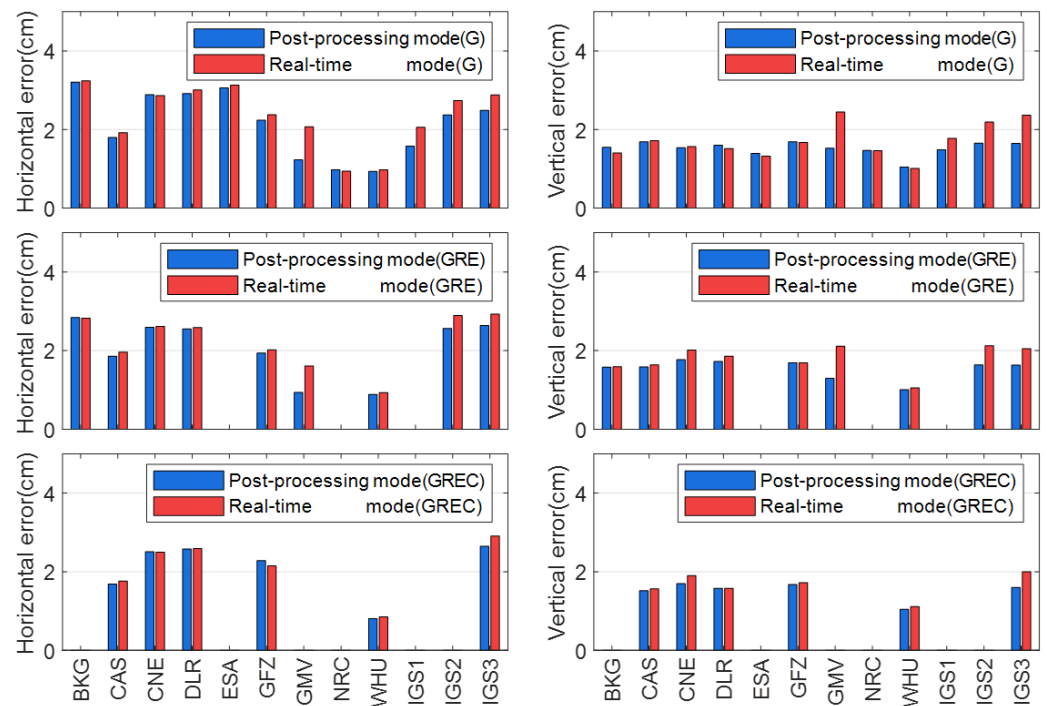 Horizontal error(cm)
4
2
0
Post-processing mode(G)
Real-time mode(G)
Vertical error(cm)
4
2
0
Post-processing mode(G)
Real-time mode(G)
Horizontal error(cm)
4
2
0
Post-processing mode(GRE)
Real-time mode(GRE)
Vertical error(cm)
4
2
0
Post-processing mode(GRE)
Real-time mode(GRE)
Horizontal error(cm)
4
2
0
Post-processing mode(GREC)
Real-time mode(GREC)
BKG
CAS
CNE
DLR
ESA
GFZ
GMV
NRC
WHU
IGS1
IGS2
IGS3
Vertical error(cm)
4
2
0
Post-processing mode(GREC)
Real-time mode(GREC)
BKG
CAS
CNE
DLR
ESA
GFZ
GMV
NRC
WHU
IGS1
IGS2
IGS3